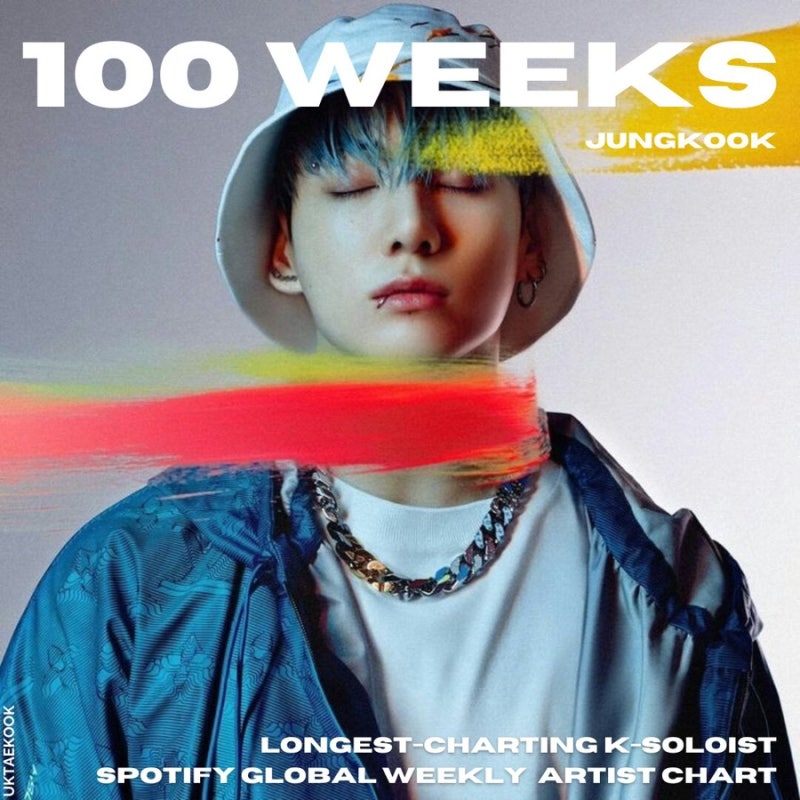 100 WEEKS
JUNGKOOK
LONGEST-CHARTING K-SOLOIST
SPOTIFY GLOBAL WEEKLY ARTIST CHART
UKTAEKOOK